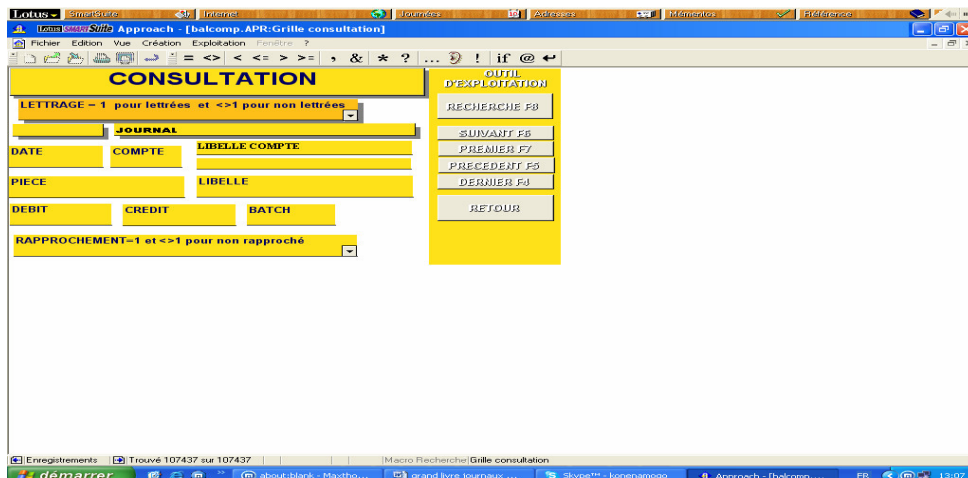 Lotus SmartSuite Internet Journées 10 Adresses Mémentos Référence
Lotus SMARTSuite Approach - [balcomp.APR:Grille consultation]
Fichier Edition Vue Création Exploitation Fenêtre ?
= <> < <= > >= , & * ? ... ! if @
CONSULTATION
LETTRAGE = 1 pour lettrées et <>1 pour non lettrées
JOURNAL
DATE COMPTE LIBELLE COMPTE
PIECE LIBELLE
DEBIT CREDIT BATCH
RAPPROCHEMENT=1 et <>1 pour non rapproché
OUTIL
D'EXPLOITATION
RECHERCHE F8
SUIVANT F6
PREMIER F7
PRECEDENT F5
DERNIER F4
RETOUR
Enregistrements Trouvé 107437 sur 107437 Macro Recherche Grille consultation
démarrer about:blank - Maxtho... grand livre journaux ... Skype™ - konenamogo Approach - [balcomp.... FR 13:07